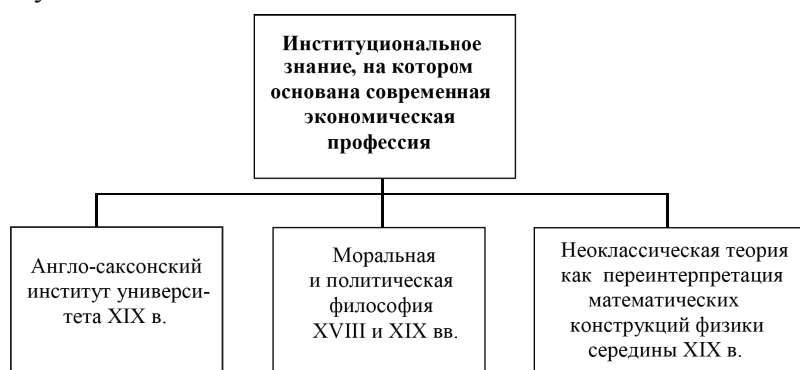 Институциональное
знание, на котором
основана современная
экономическая
профессия
Англо-саксонский
институт универси-
тета XIX в.
Моральная
и политическая
философия
XVIII и XIX вв.
Неоклассическая теория
как переинтерпретация
математических
конструкций физики
середины XIX в.